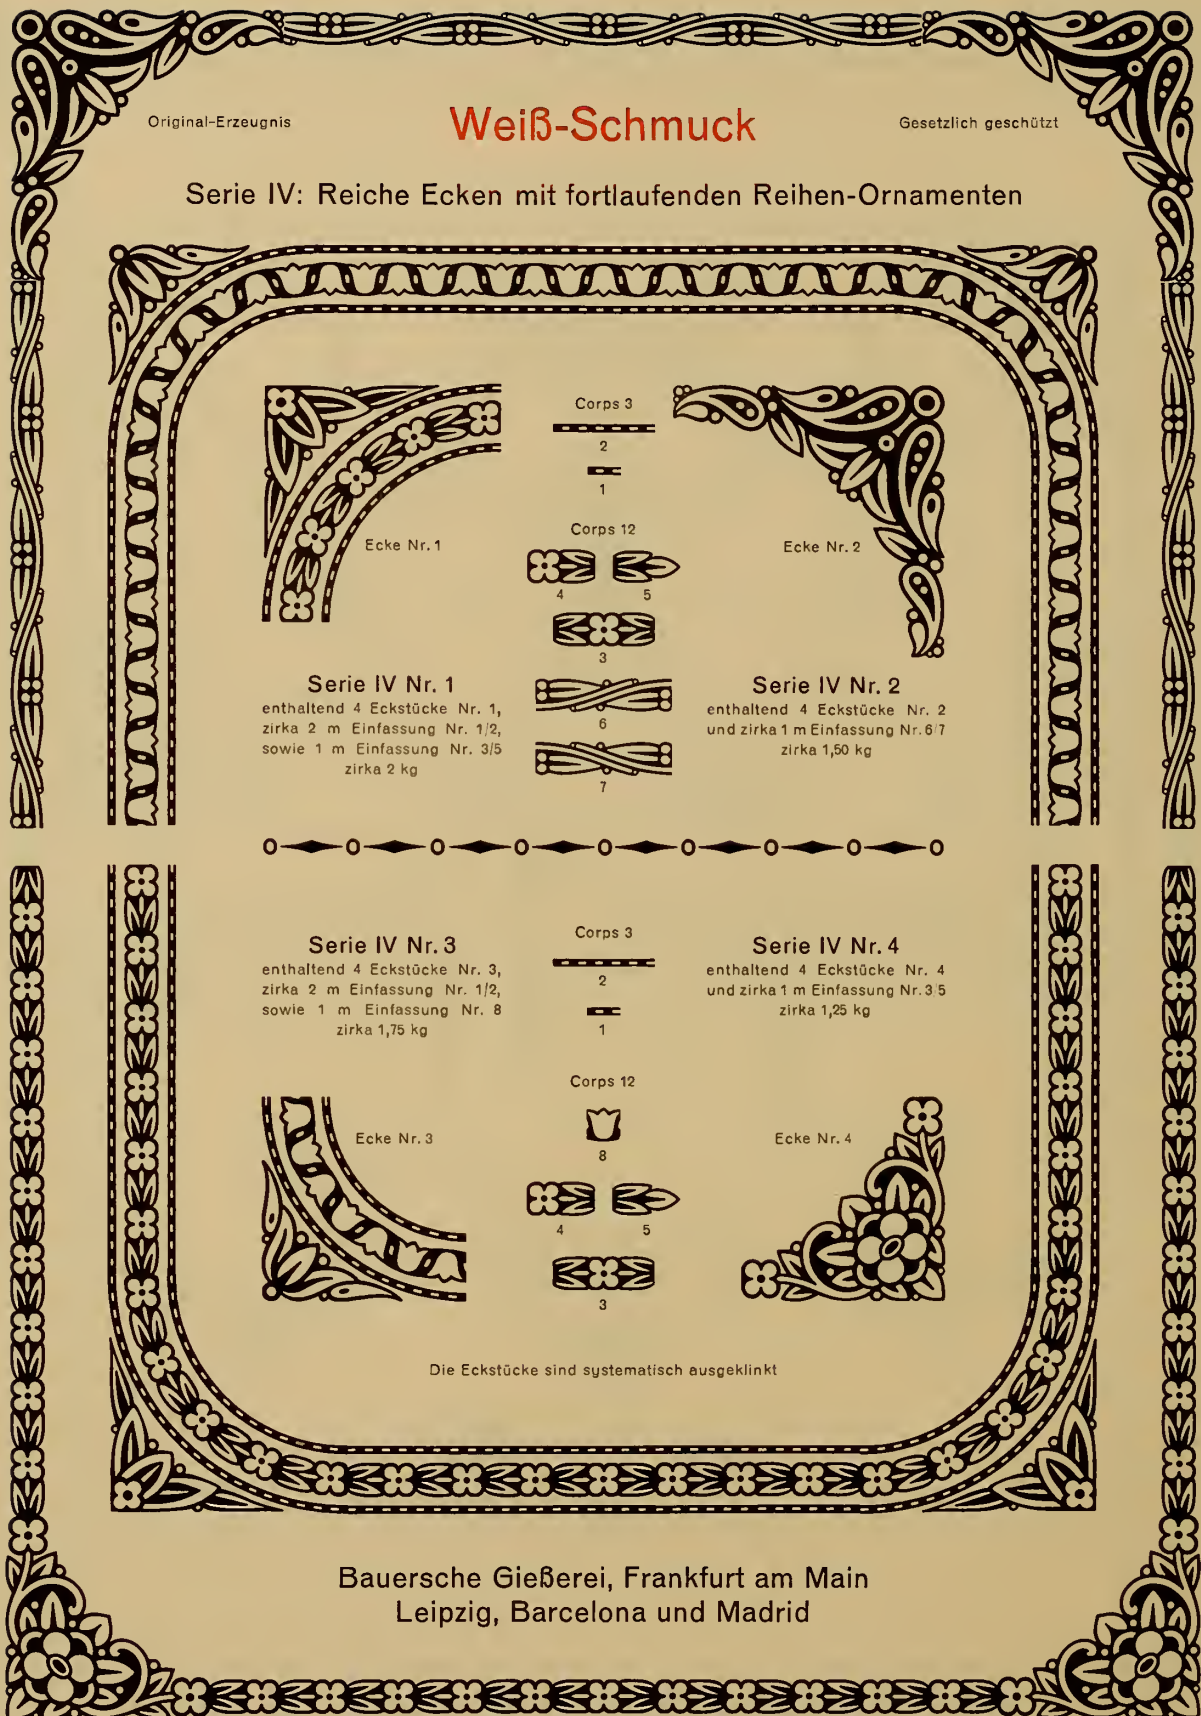 Original-Erzeugnis
Weiß-Schmuck
Gesetzlich geschützt
Serie IV: Reiche Ecken mit fortlaufenden Reihen-Ornamenten
Corps 3
2
1
Ecke Nr. 1
Corps 12
Ecke Nr. 2
4 5
3
Serie IV Nr. 1
enthaltend 4 Eckstücke Nr. 1,
zirka 2 m Einfassung Nr. 1/2,
sowie 1 m Einfassung Nr. 3/5
zirka 2 kg
6
7
Serie IV Nr. 2
enthaltend 4 Eckstücke Nr. 2
und zirka 1 m Einfassung Nr. 6/7
zirka 1,50 kg
Serie IV Nr. 3
enthaltend 4 Eckstücke Nr. 3,
zirka 2 m Einfassung Nr. 1/2,
sowie 1 m Einfassung Nr. 8
zirka 1,75 kg
Corps 3
2
1
Serie IV Nr. 4
enthaltend 4 Eckstücke Nr. 4
und zirka 1 m Einfassung Nr. 3/5
zirka 1,25 kg
Corps 12
Ecke Nr. 3
8
Ecke Nr. 4
4 5
3
Die Eckstücke sind systematisch ausgeklinkt
Bauersche Gießerei, Frankfurt am Main
Leipzig, Barcelona und Madrid